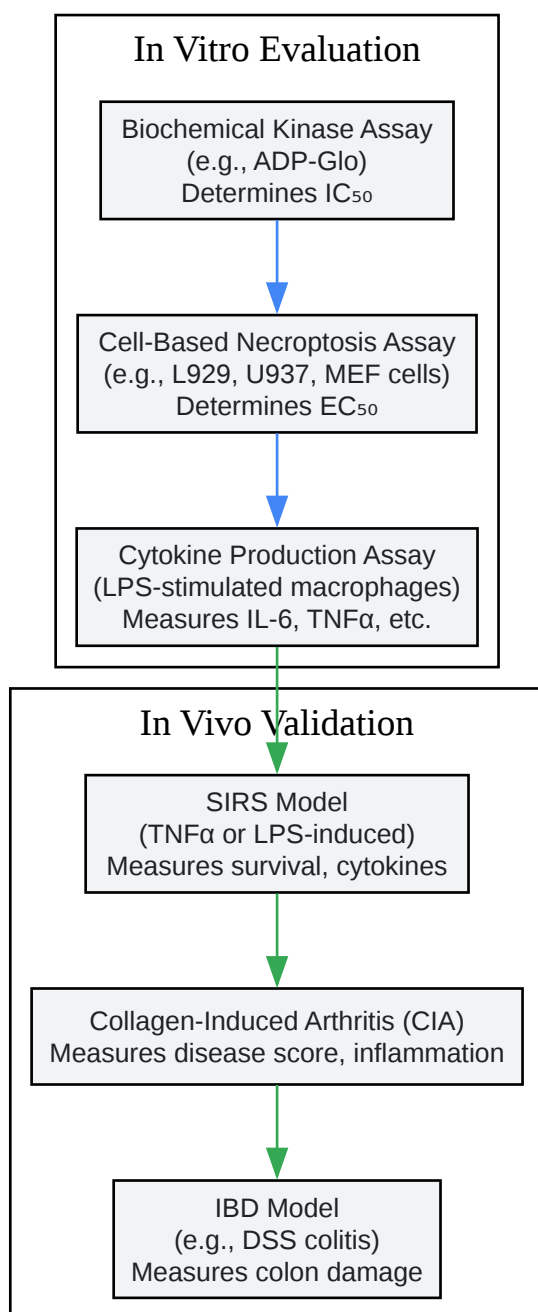 In Vitro Evaluation
Biochemical Kinase Assay
(e.g., ADP-Glo)
Determines IC₅₀
Cell-Based Necroptosis Assay
(e.g., L929, U937, MEF cells)
Determines EC₅₀
Cytokine Production Assay
(LPS-stimulated macrophages)
Measures IL-6, TNFα, etc.
In Vivo Validation
SIRS Model
(TNFα or LPS-induced)
Measures survival, cytokines
Collagen-Induced Arthritis (CIA)
Measures disease score, inflammation
IBD Model
(e.g., DSS colitis)
Measures colon damage